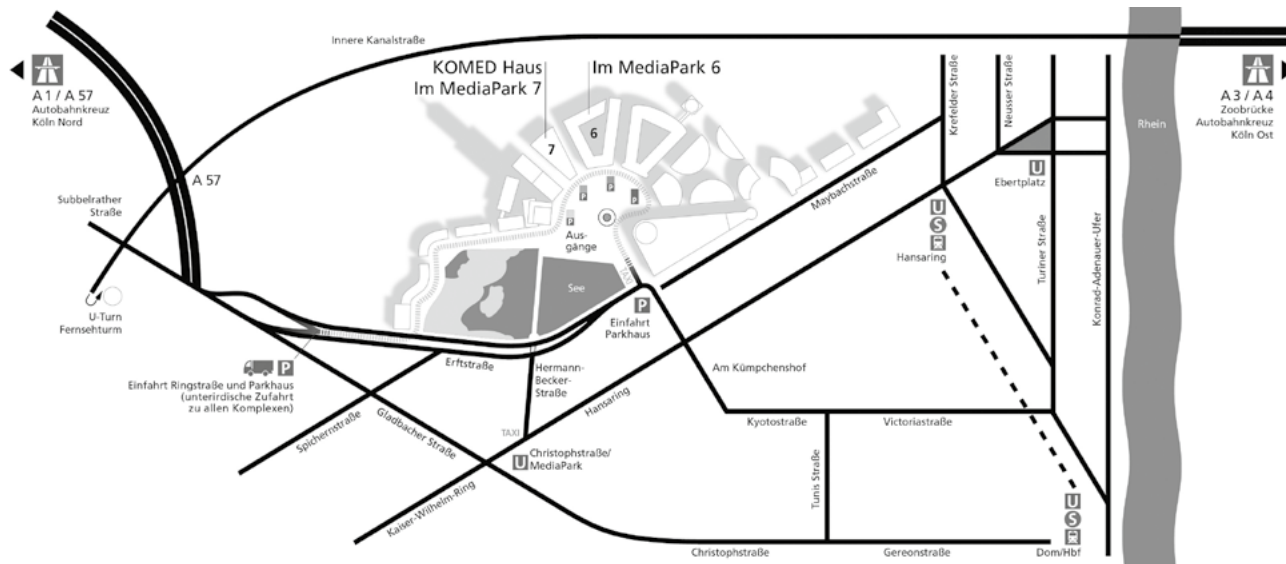 Innere Kanalstraße
A 1 / A 57
Autobahnkreuz
Köln Nord
KOMED Haus
Im MediaPark 7
Im MediaPark 6
6
7
Krefelder Straße
Neusser Straße
Rhein
A 3 / A 4
Zoobrücke
Autobahnkreuz
Köln Ost
A 57
Subbelrather
Straße
U
Ebertplatz
Maybachstraße
P
P
P
P
Aus-
gänge
U
S
Hansaring
Turiner Straße
Konrad-Adenauer-Ufer
TAXI
See
U-Turn
Fernsehturm
P
Einfahrt
Parkhaus
P
Einfahrt Ringstraße und Parkhaus
(unterirdische Zufahrt
zu allen Komplexen)
Erftstraße
Hermann-
Becker-
Straße
Hansaring
Am Kümpchenshof
Spichernstraße
Gladbacher Straße
TAXI
Kyotostraße
Victoriastraße
U
Christophstraße/
MediaPark
Kaiser-Wilhelm-Ring
Tunis Straße
U
S
Christophstraße
Gereonstraße
Dom/Hbf